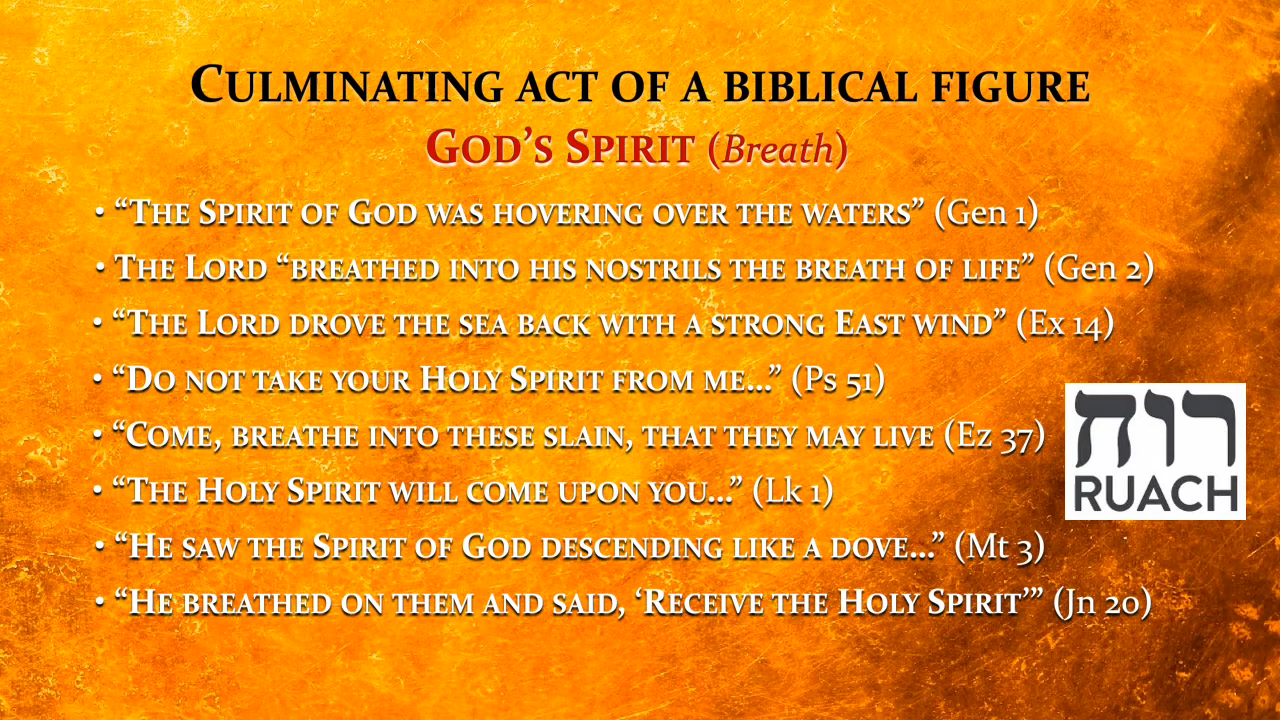 Culminating act of a biblical figure
God’s Spirit (Breath)
• “The Spirit of God was hovering over the waters” (Gen 1)
• The Lord “breathed into his nostrils the breath of life” (Gen 2)
• “The Lord drove the sea back with a strong East wind” (Ex 14)
• “Do not take your Holy Spirit from me...” (Ps 51)
• “Come, breathe into these slain, that they may live (Ez 37)
• “The Holy Spirit will come upon you...” (Lk 1)
• “He saw the Spirit of God descending like a dove...” (Mt 3)
• “He breathed on them and said, ‘Receive the Holy Spirit’” (Jn 20)
רוח
RUACH